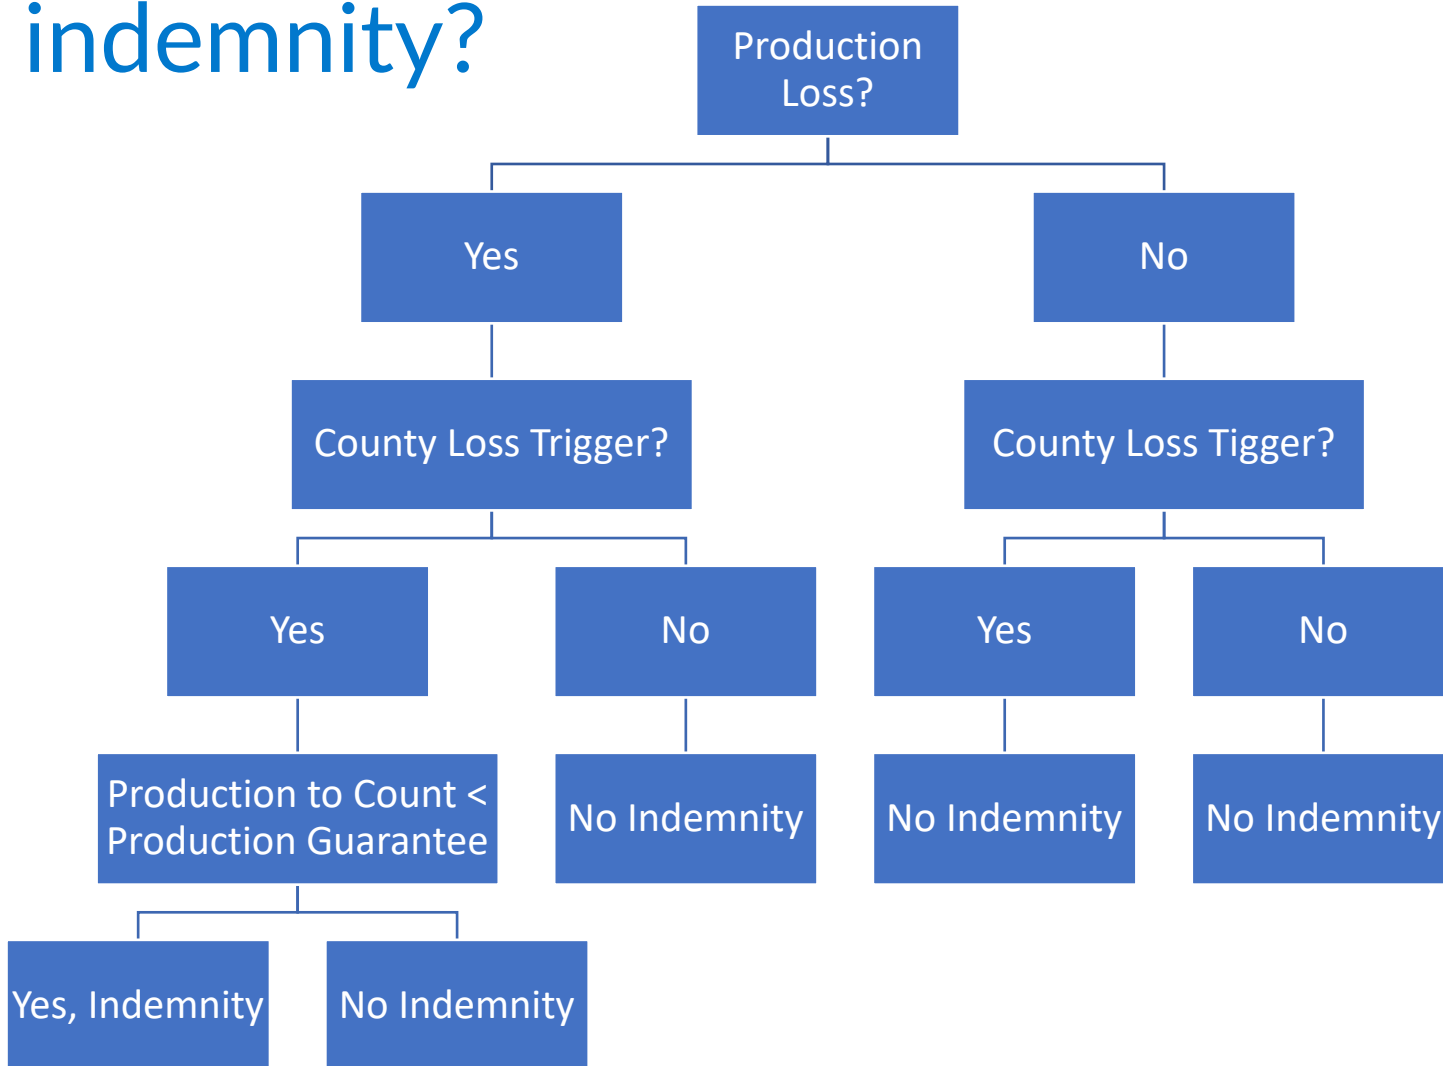 indemnity?
Production
Loss?
Yes
No
County Loss Trigger?
County Loss Tigger?
Yes
No
Yes
No
Production to Count <
Production Guarantee
No Indemnity
No Indemnity
No Indemnity
Yes, Indemnity
No Indemnity